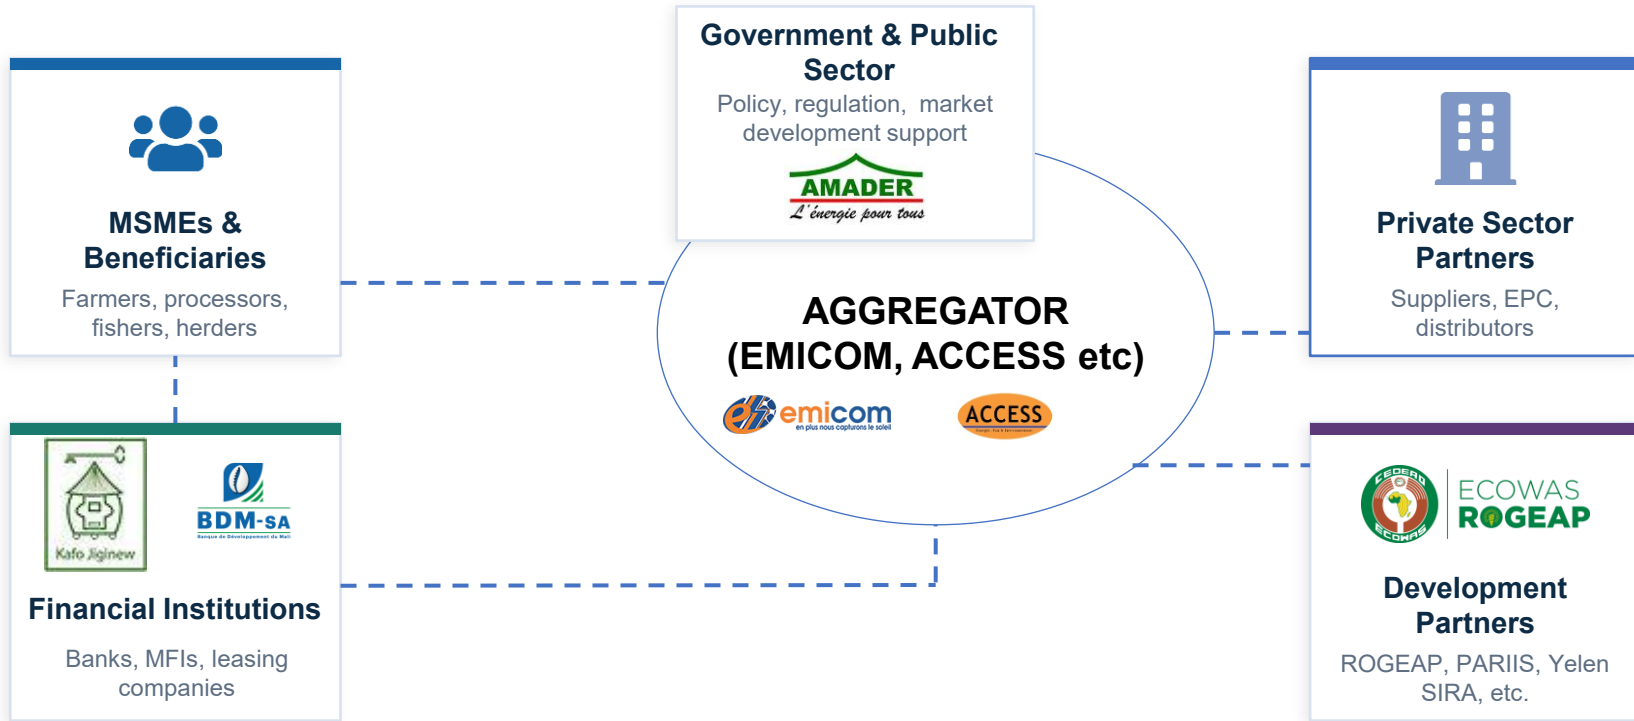 Government & Public
Sector
Policy, regulation, market
development support
AMADER
L'énergie pour tous
MSMEs &
Beneficiaries
Farmers, processors,
fishers, herders
Private Sector
Partners
Suppliers, EPC,
distributors
AGGREGATOR
(EMICOM, ACCESS etc)
emicom
en plus nous capturons le soleil
ACCESS
Kafo Jiginew
BDM-SA
Banque de Développement du Mali
Financial Institutions
Banks, MFIs, leasing
companies
CEDEAO
ECOWAS
ECOWAS
ROGEAP
Development
Partners
ROGEAP, PARIIS, Yelen
SIRA, etc.